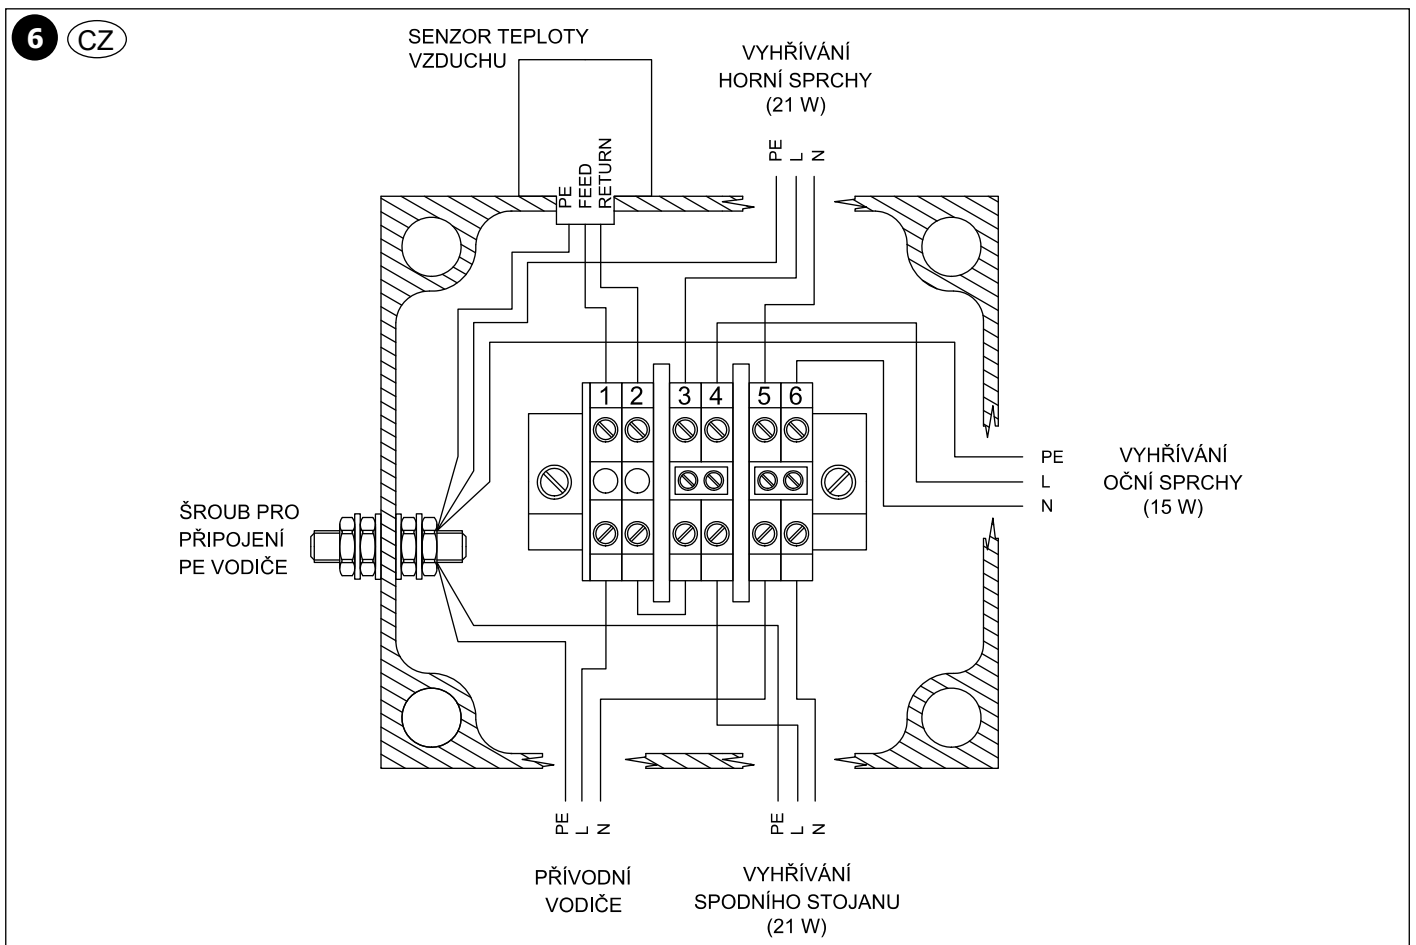 6 CZ
SENZOR TEPLOTY
VZDUCHU
VYHŘÍVÁNÍ
HORNÍ SPRCHY
(21 W)
PE
L
N
PE
FEED
RETURN
1 2 3 4 5 6
PE
L
N
VYHŘÍVÁNÍ
OČNÍ SPRCHY
(15 W)
ŠROUB PRO
PŘIPOJENÍ
PE VODIČE
PE
L
N
PŘÍVODNÍ
VODIČE
PE
L
N
VYHŘÍVÁNÍ
SPODNÍHO STOJANU
(21 W)